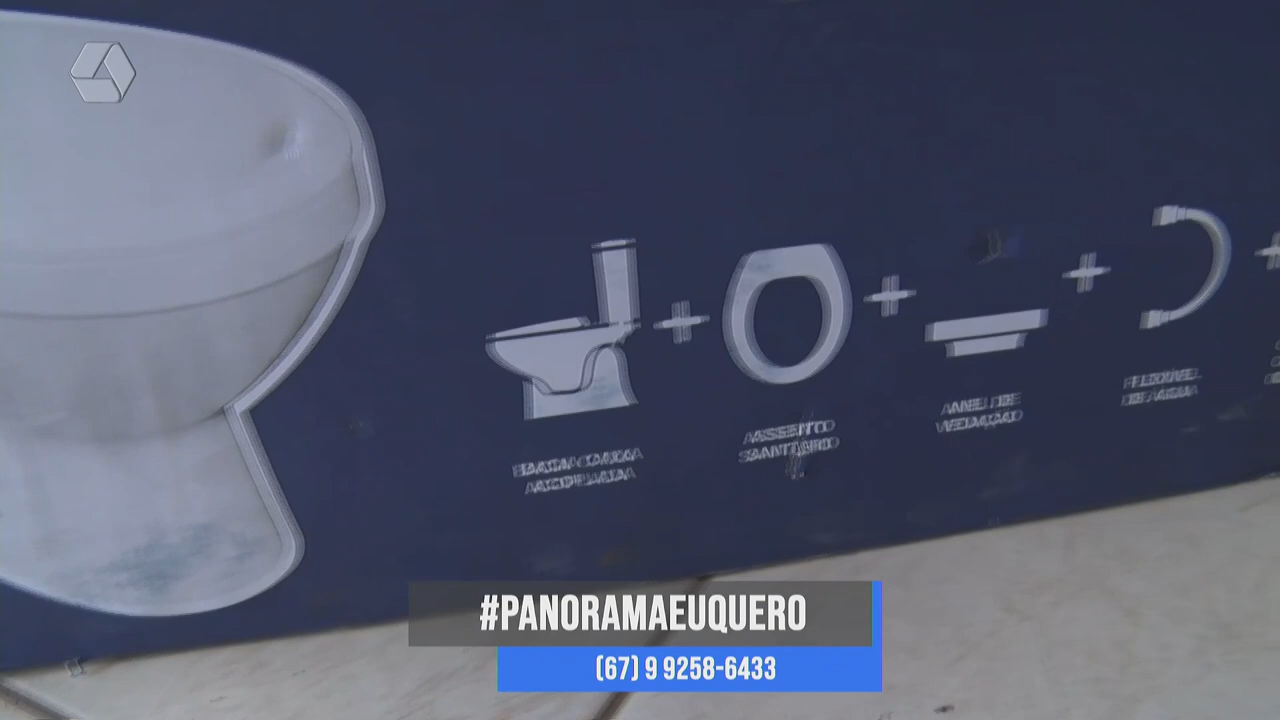 BACIA CAIXA
ACOPLADA
ASSENTO
SANITÁRIO
ANEL DE
VEDAÇÃO
FLEXÍVEL
DE ÁGUA
#PANORAMAEUQUERO
(67) 9 9258-6433